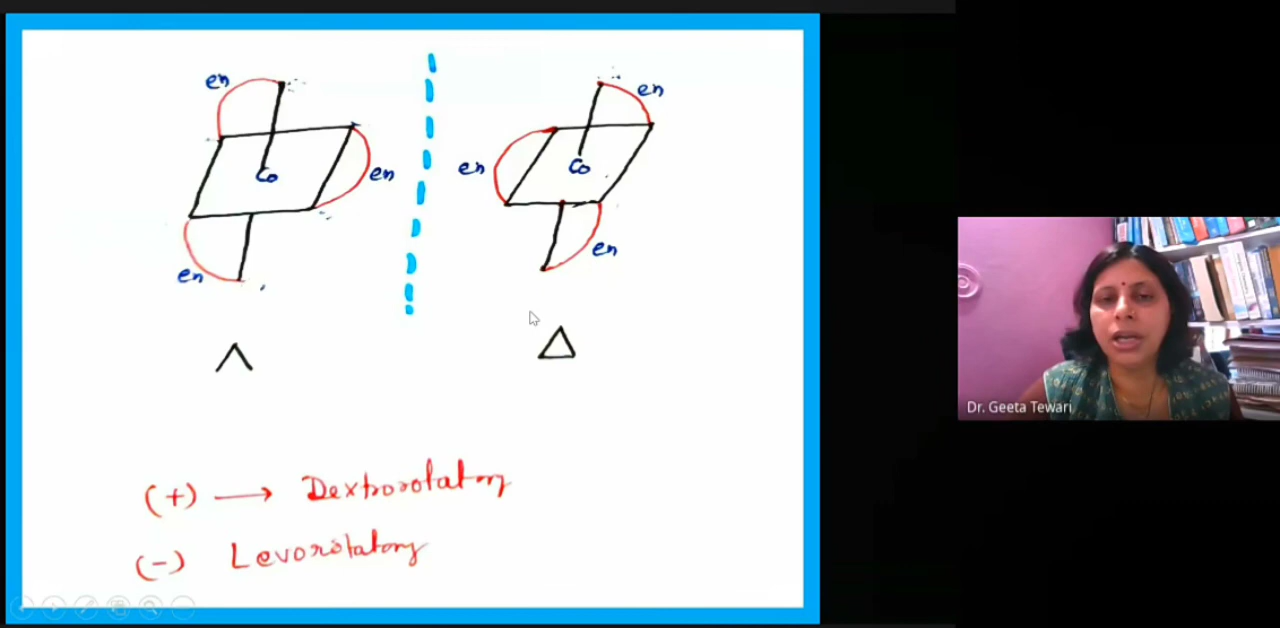 en
en
Co
en
en
Co
en
en
Λ
Δ
(+) → Dextrorotatory
(-) Levorotatory
Dr. Geeta Tewari